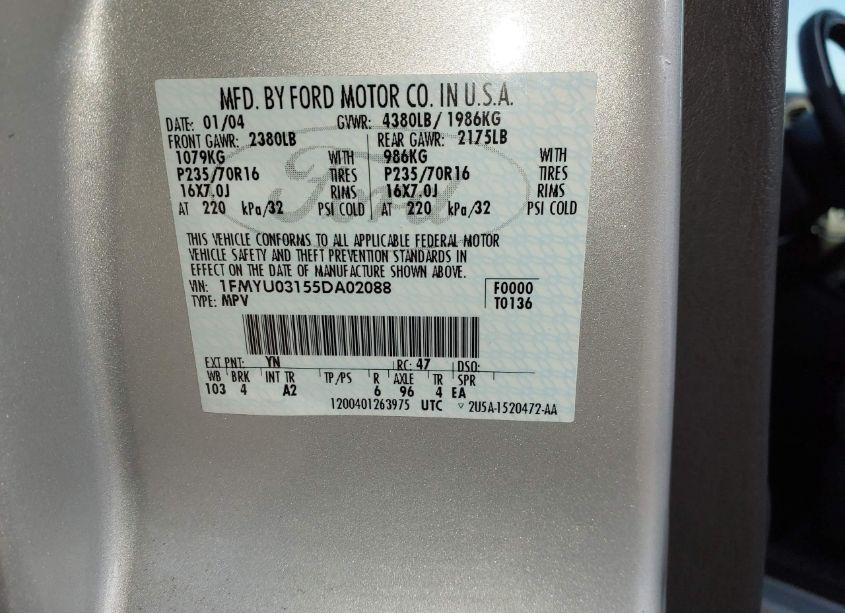 MFD. BY FORD MOTOR CO. IN U.S.A.
DATE: 01/04 GVWR: 4380LB/ 1986KG
FRONT GAWR: 2380LB REAR GAWR: 2175LB
1079KG WITH 986KG WITH
P235/70R16 TIRES P235/70R16 TIRES
16X7.0J RIMS 16X7.0J RIMS
AT 220 kPa/32 PSI COLD AT 220 kPa/32 PSI COLD
Ford
THIS VEHICLE CONFORMS TO ALL APPLICABLE FEDERAL MOTOR
VEHICLE SAFETY AND THEFT PREVENTION STANDARDS IN
EFFECT ON THE DATE OF MANUFACTURE SHOWN ABOVE.
VIN: 1FMYU03155DA02088 F0000
TYPE: MPV T0136
EXT PNT: YN RC: 47 DSO:
WB BRK INT TR TP/PS R AXLE TR SPR
103 4 A2 6 96 4 EA
1200401263975 UTC ▽ 2U5A-1520472-AA